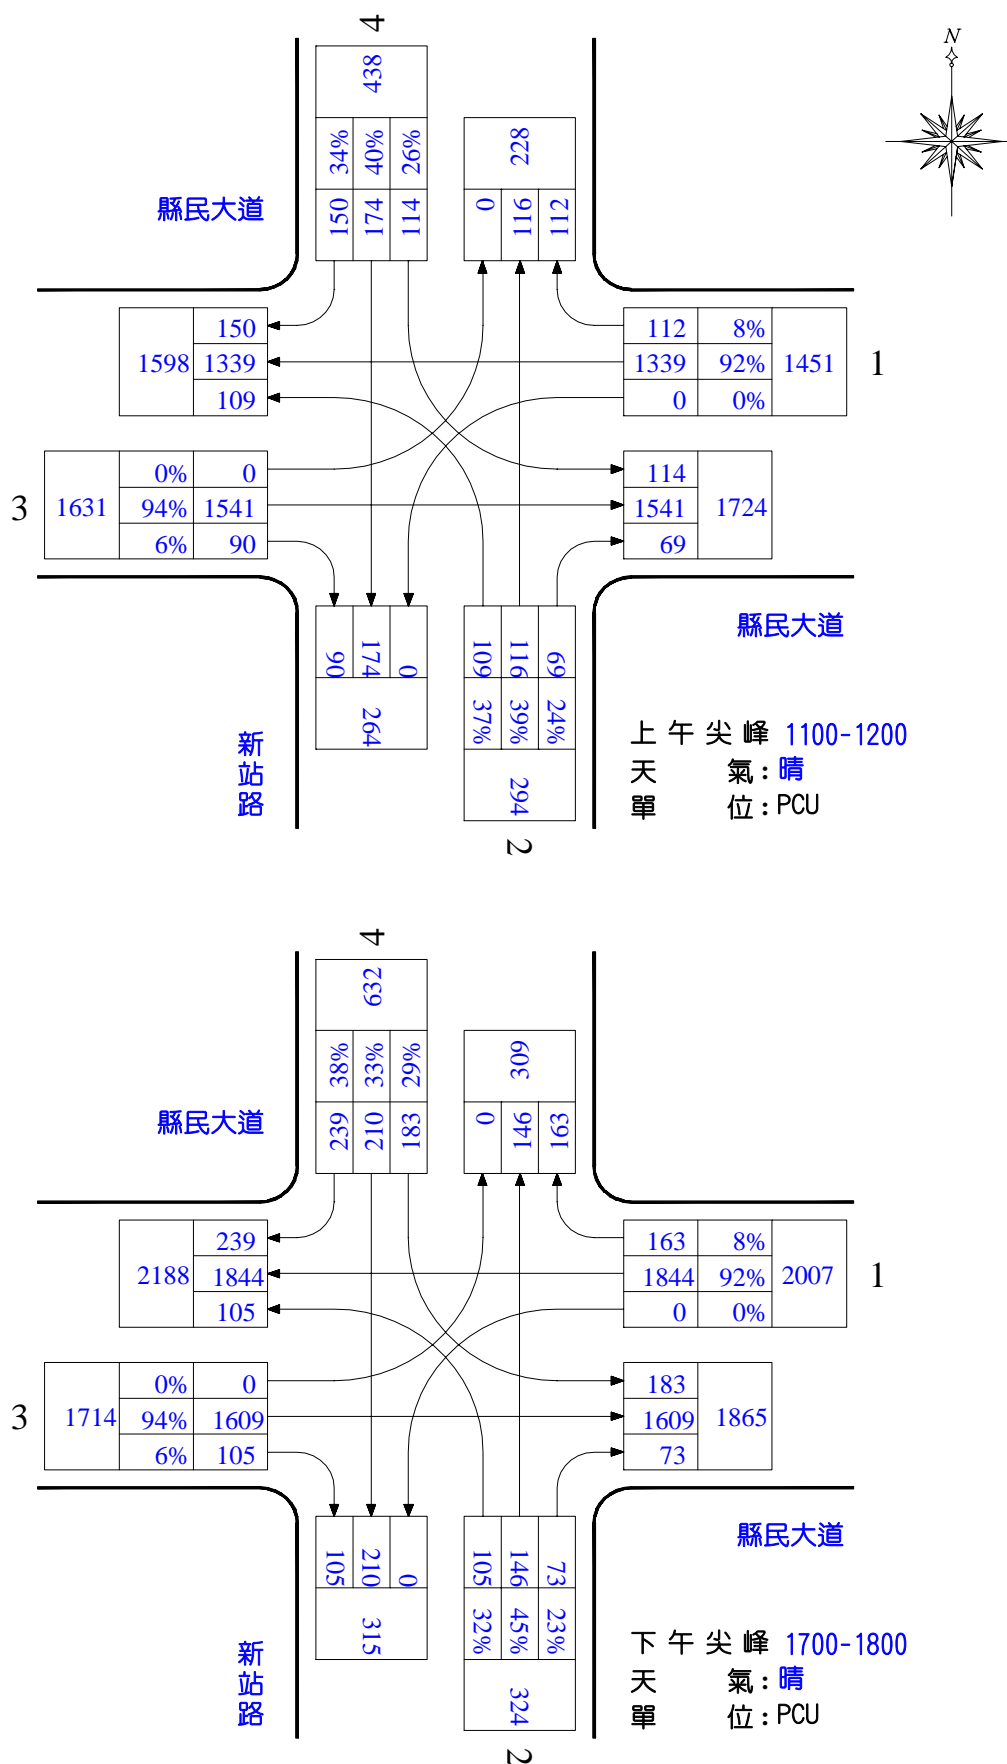 4
N
438
34% 40% 26%
150 174 114
228
0 116 112
縣民大道
150
1598 1339
109
112 8%
1339 92% 1451
0 0%
1
3
0% 0
1631 94% 1541
6% 90
114
1541 1724
69
90 174 0
264
109 116 69
37% 39% 24%
294
2
縣民大道
新站路
上午尖峰 1100-1200
天 氣:晴
單 位:PCU
4
632
38% 33% 29%
239 210 183
309
0 146 163
縣民大道
239
2188 1844
105
163 8%
1844 92% 2007
0 0%
1
3
0% 0
1714 94% 1609
6% 105
183
1609 1865
73
105 210 0
315
105 146 73
32% 45% 23%
324
2
縣民大道
新站路
下午尖峰 1700-1800
天 氣:晴
單 位:PCU